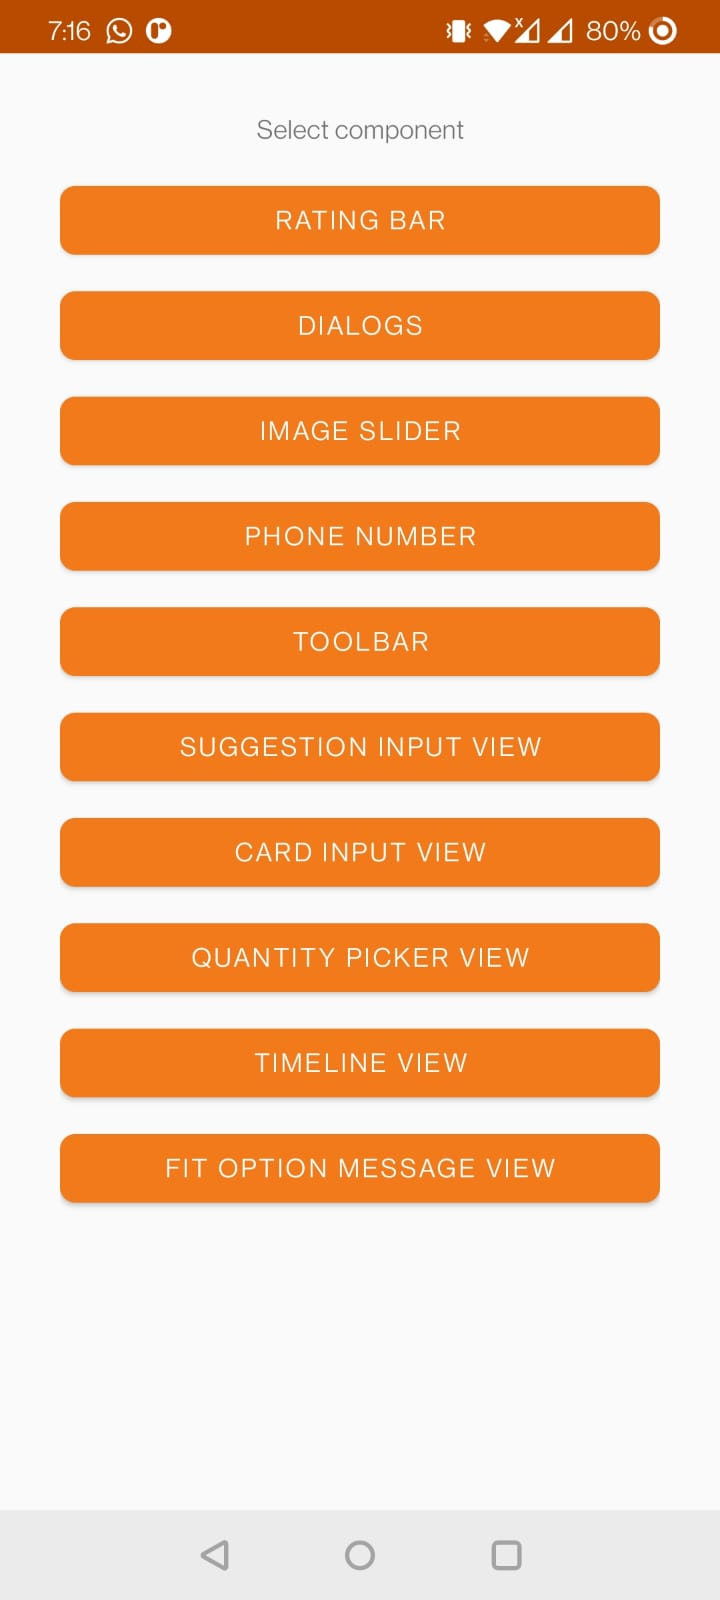 7:16
80%
Select component
RATING BAR
DIALOGS
IMAGE SLIDER
PHONE NUMBER
TOOLBAR
SUGGESTION INPUT VIEW
CARD INPUT VIEW
QUANTITY PICKER VIEW
TIMELINE VIEW
FIT OPTION MESSAGE VIEW